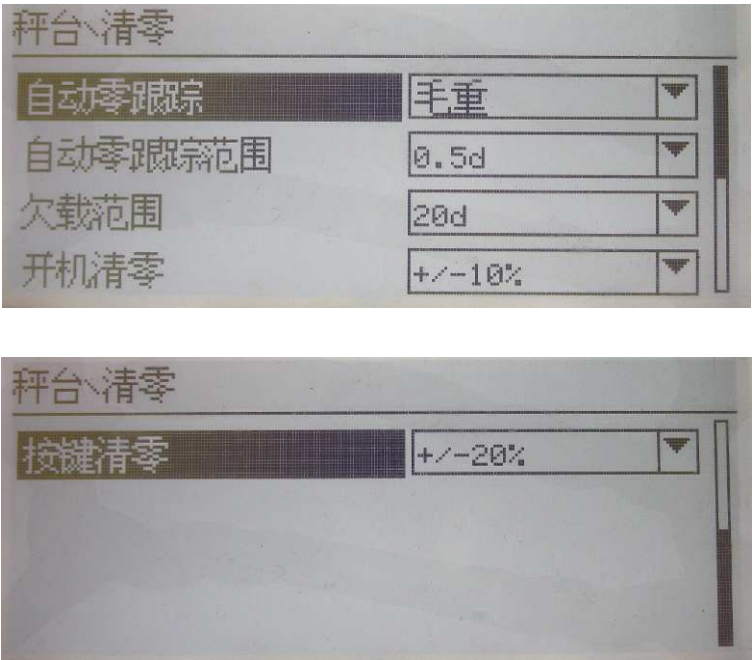 秤台\清零
自动零跟踪 毛重
自动零跟踪范围 0.5d
欠载范围 20d
开机清零 +/-10%
秤台\清零
按键清零 +/-20%